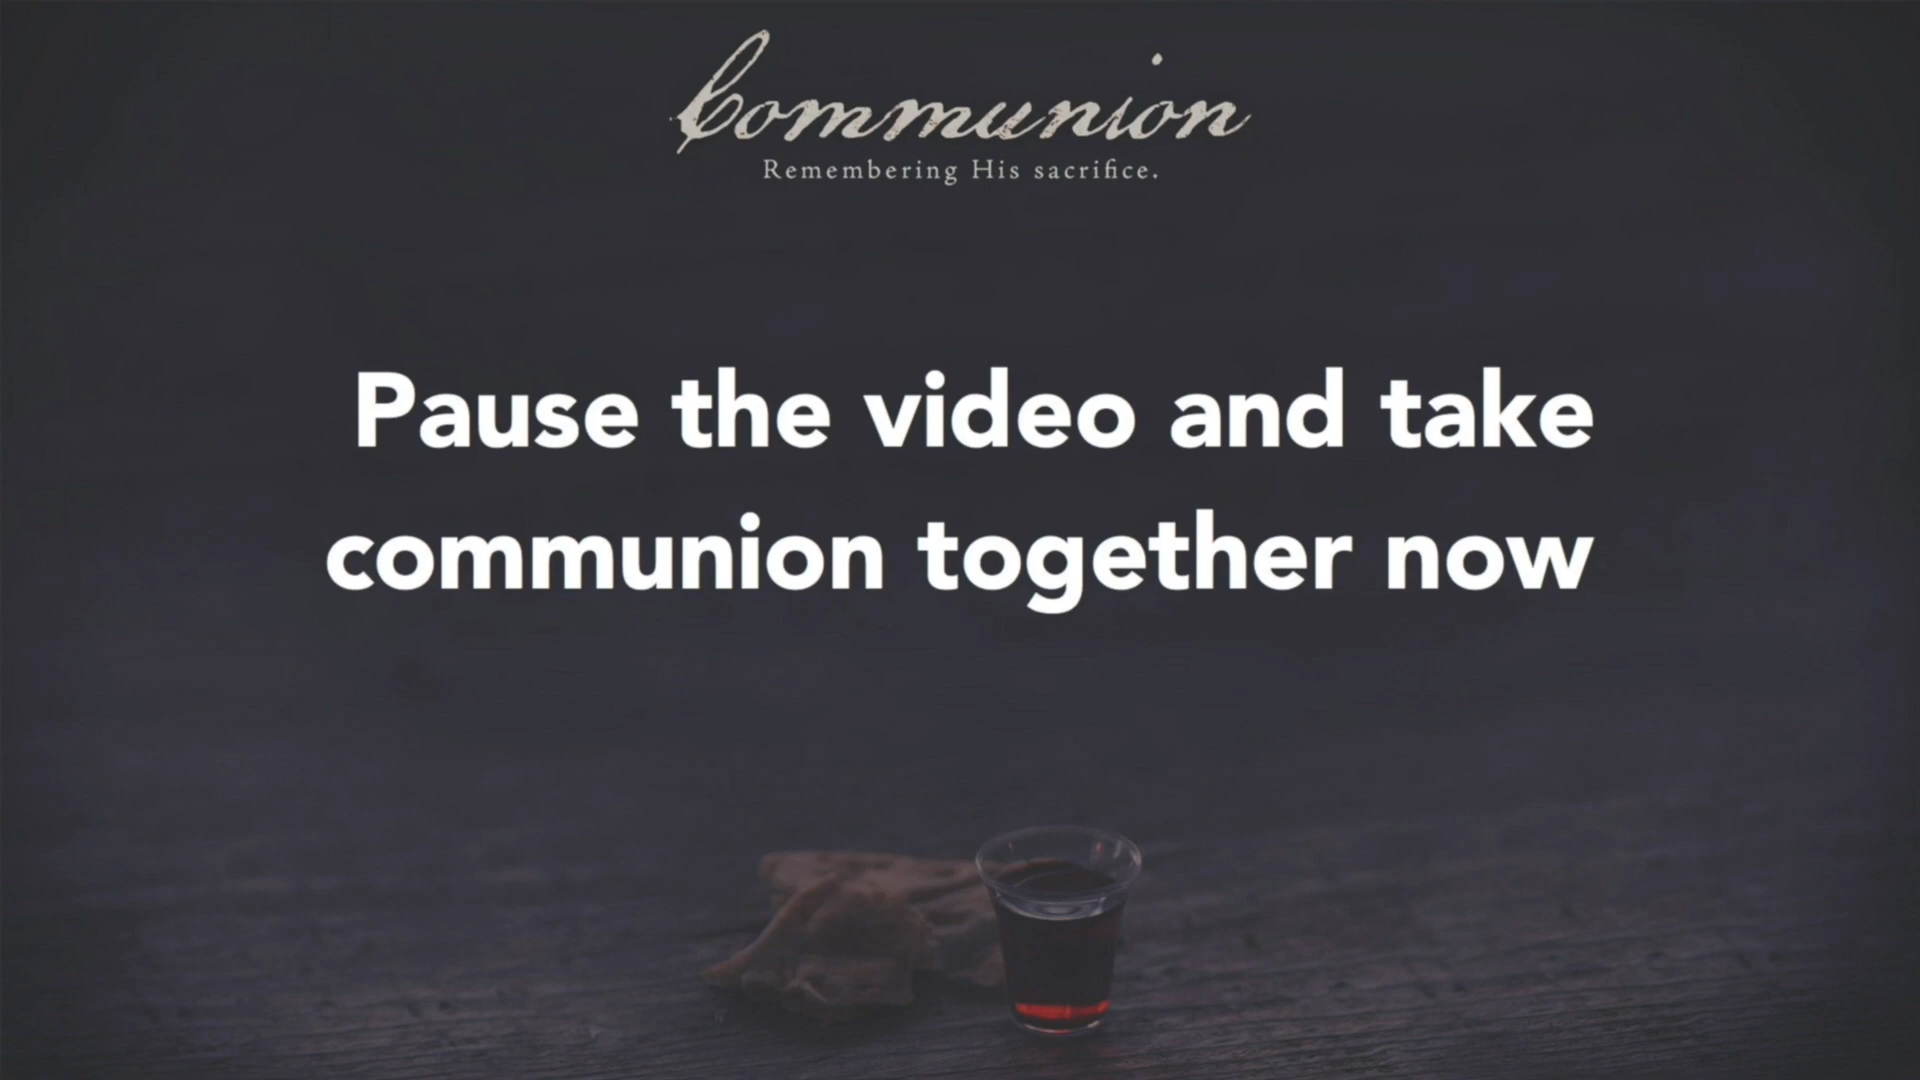 Communion
Remembering His sacrifice.
Pause the video and take
communion together now